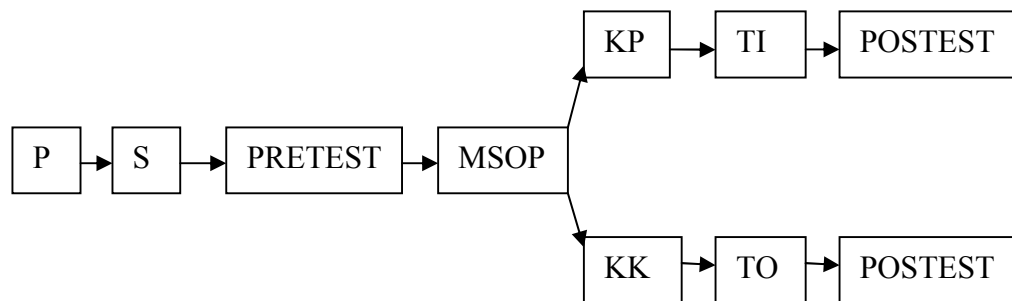 KP TI POSTEST
P S PRETEST MSOP
KK TO POSTEST